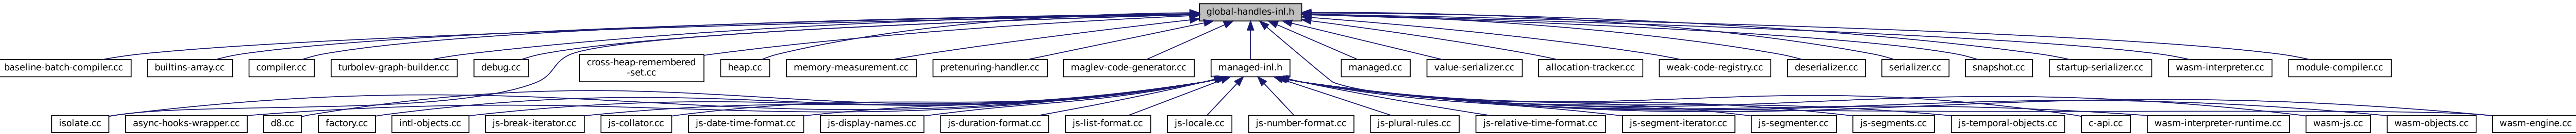 global-handles-inl.h
baseline-batch-compiler.cc
builtins-array.cc
compiler.cc
turbolev-graph-builder.cc
debug.cc
cross-heap-remembered
-set.cc
heap.cc
memory-measurement.cc
pretenuring-handler.cc
maglev-code-generator.cc
managed-inl.h
managed.cc
value-serializer.cc
allocation-tracker.cc
weak-code-registry.cc
deserializer.cc
serializer.cc
snapshot.cc
startup-serializer.cc
wasm-interpreter.cc
module-compiler.cc
isolate.cc
async-hooks-wrapper.cc
d8.cc
factory.cc
intl-objects.cc
js-break-iterator.cc
js-collator.cc
js-date-time-format.cc
js-display-names.cc
js-duration-format.cc
js-list-format.cc
js-locale.cc
js-number-format.cc
js-plural-rules.cc
js-relative-time-format.cc
js-segment-iterator.cc
js-segmenter.cc
js-segments.cc
js-temporal-objects.cc
c-api.cc
wasm-interpreter-runtime.cc
wasm-js.cc
wasm-objects.cc
wasm-engine.cc